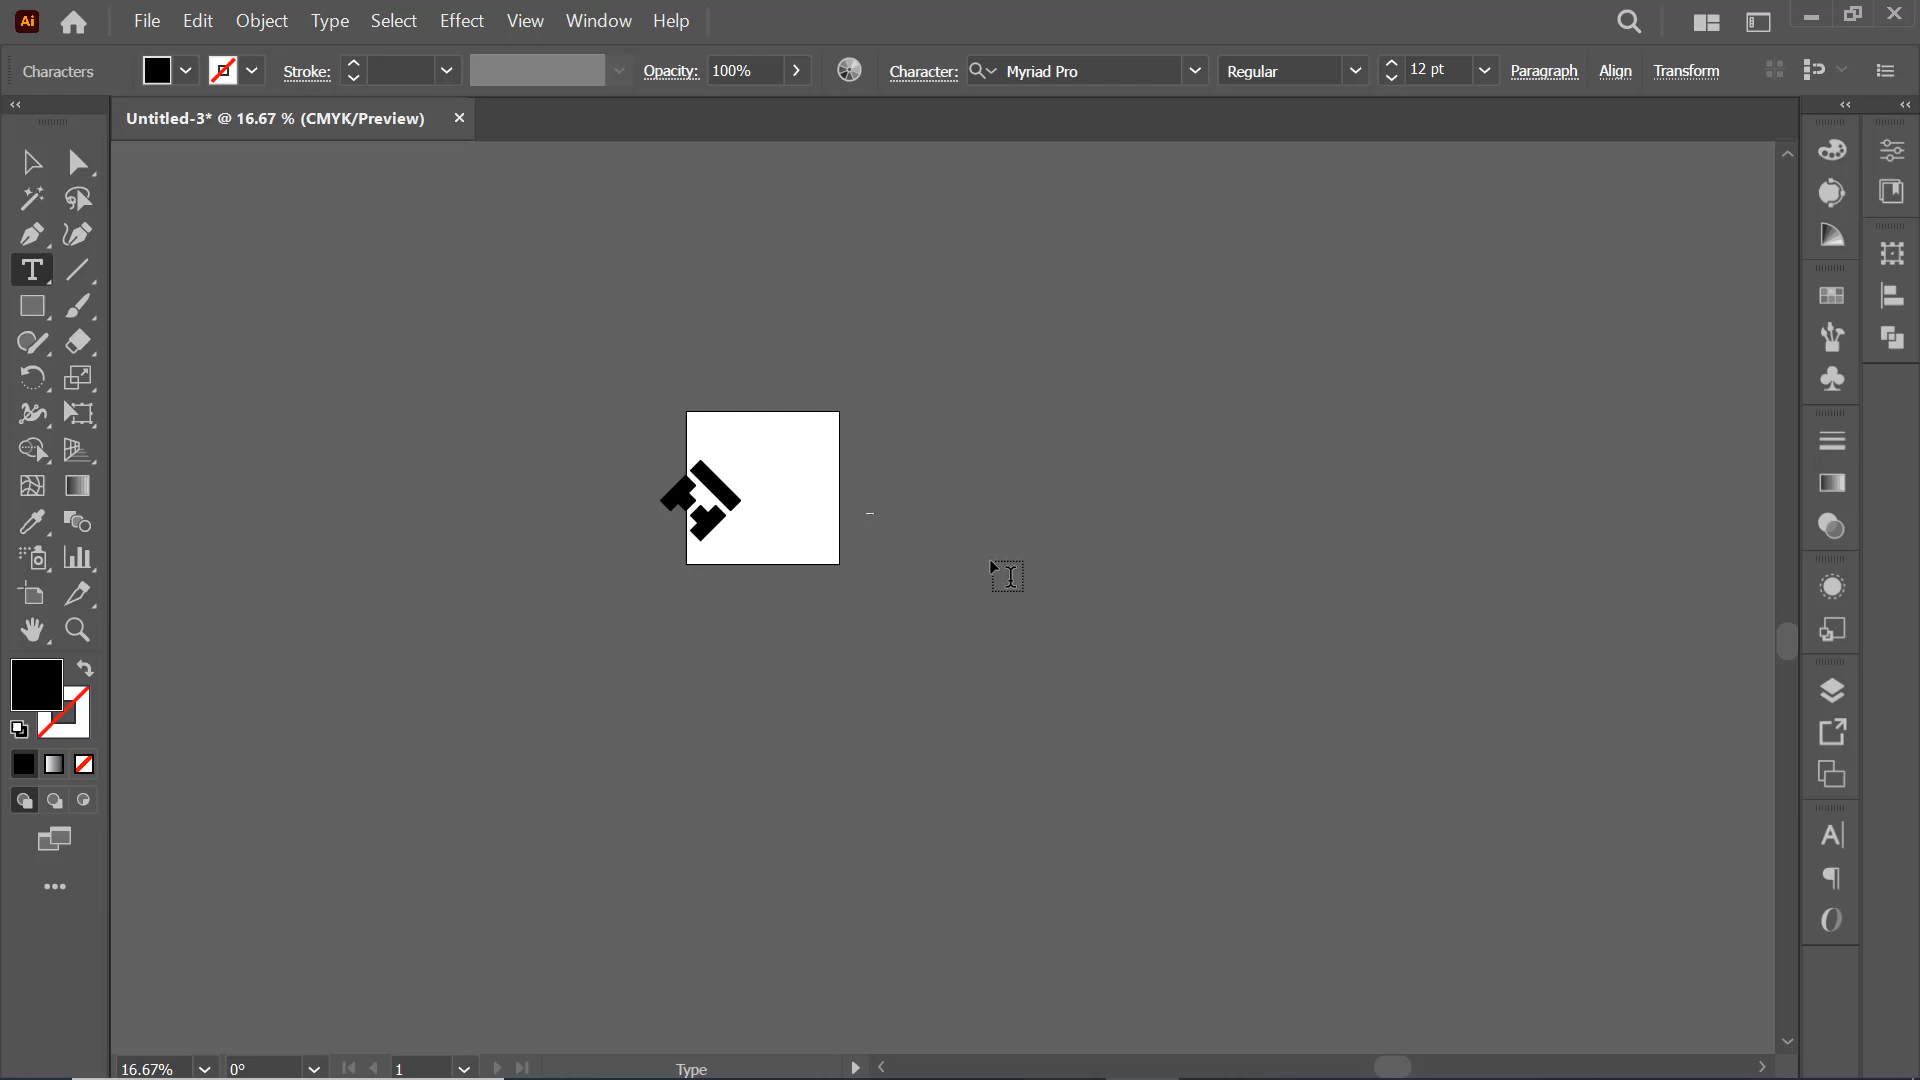 Ai File Edit Object Type Select Effect View Window Help
Characters Stroke: Opacity: 100% Character: Myriad Pro Regular 12 pt Paragraph Align Transform
Untitled-3* @ 16.67 % (CMYK/Preview)
16.67% 0° 1 Type